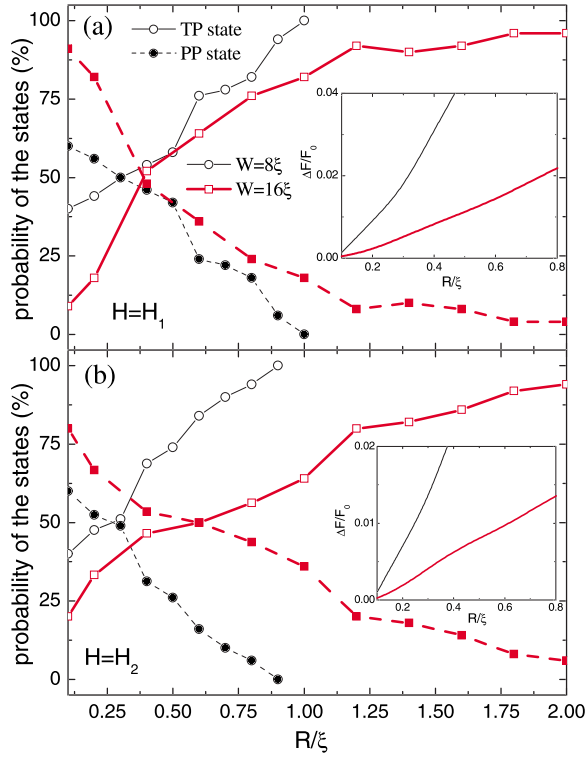 (a)
TP state
PP state
W=8ξ
W=16ξ
H=H1
probability of the states (%)
100
75
50
25
0
ΔF/F0
0.04
0.02
0.00
0.2 0.4 0.6 0.8
R/ξ
(b)
H=H2
probability of the states (%)
100
75
50
25
0
ΔF/F0
0.02
0.01
0.00
0.2 0.4 0.6 0.8
R/ξ
0.25 0.50 0.75 1.00 1.25 1.50 1.75 2.00
R/ξ